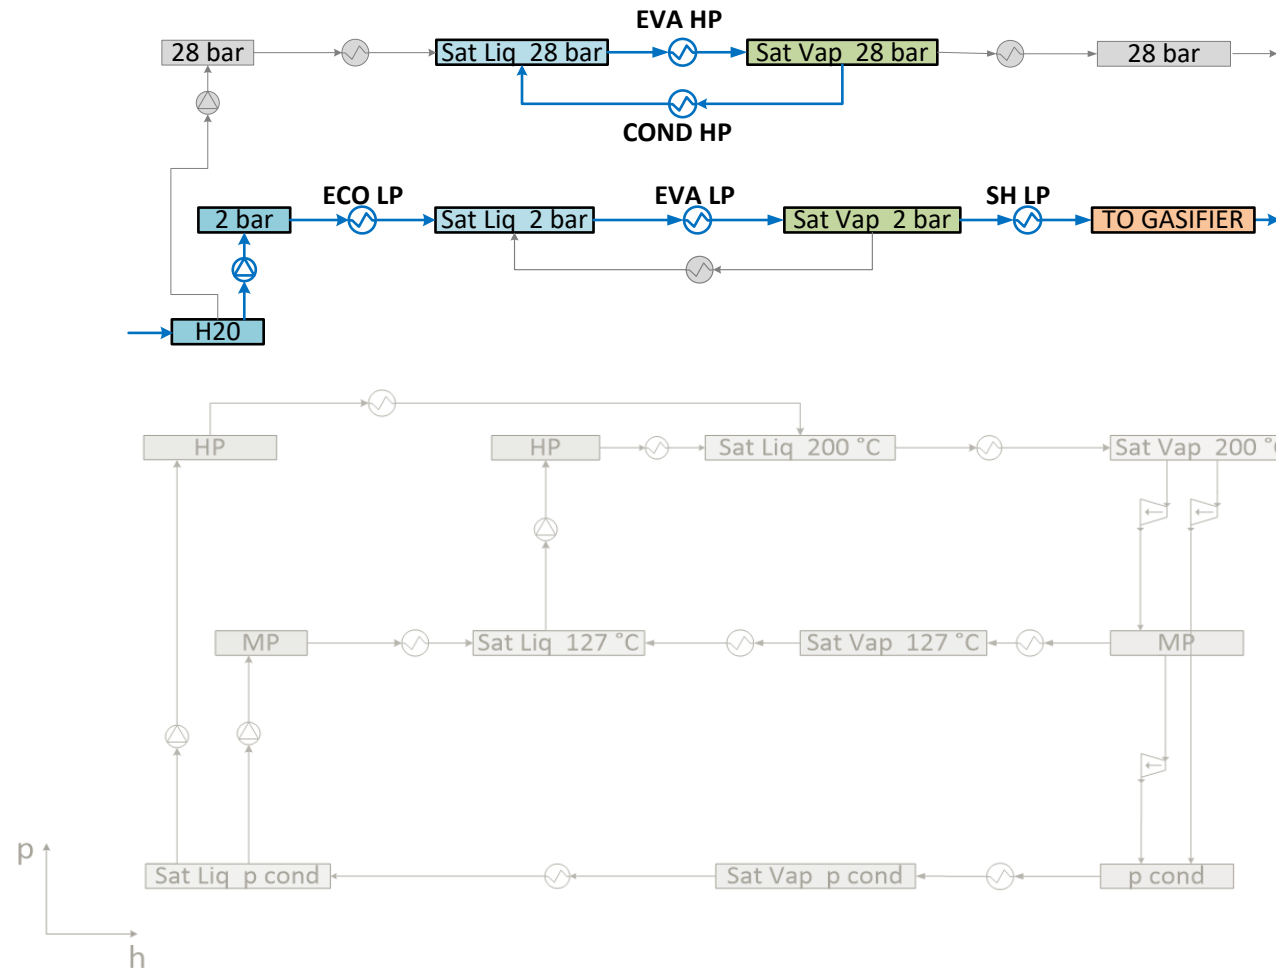 EVA HP
28 bar
Sat Liq 28 bar
Sat Vap 28 bar
28 bar
COND HP
ECO LP
EVA LP
SH LP
2 bar
Sat Liq 2 bar
Sat Vap 2 bar
TO GASIFIER
H20
HP
HP
Sat Liq 200 °C
Sat Vap 200 °C
MP
Sat Liq 127 °C
Sat Vap 127 °C
MP
p
Sat Liq p cond
Sat Vap p cond
p cond
h